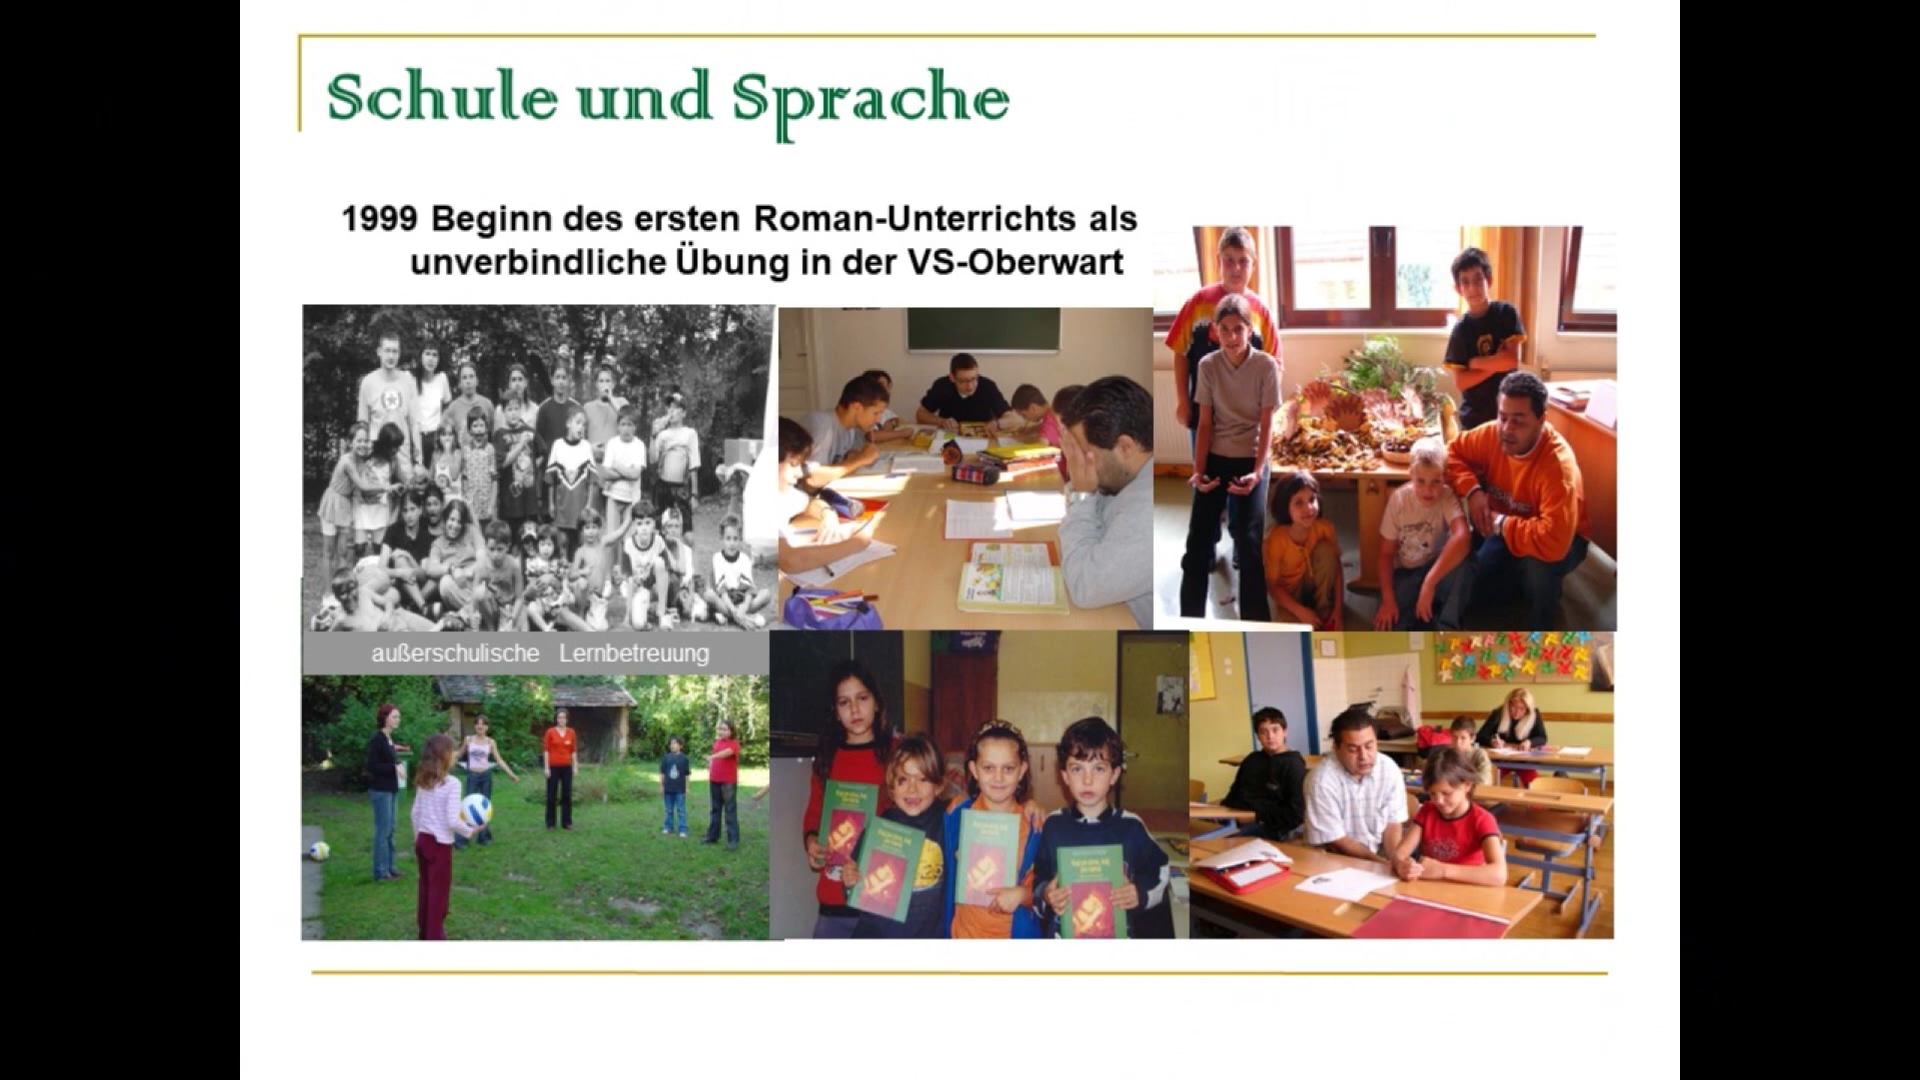 Schule und Sprache
1999 Beginn des ersten Roman-Unterrichts als
unverbindliche Übung in der VS-Oberwart
außerschulische Lernbetreuung